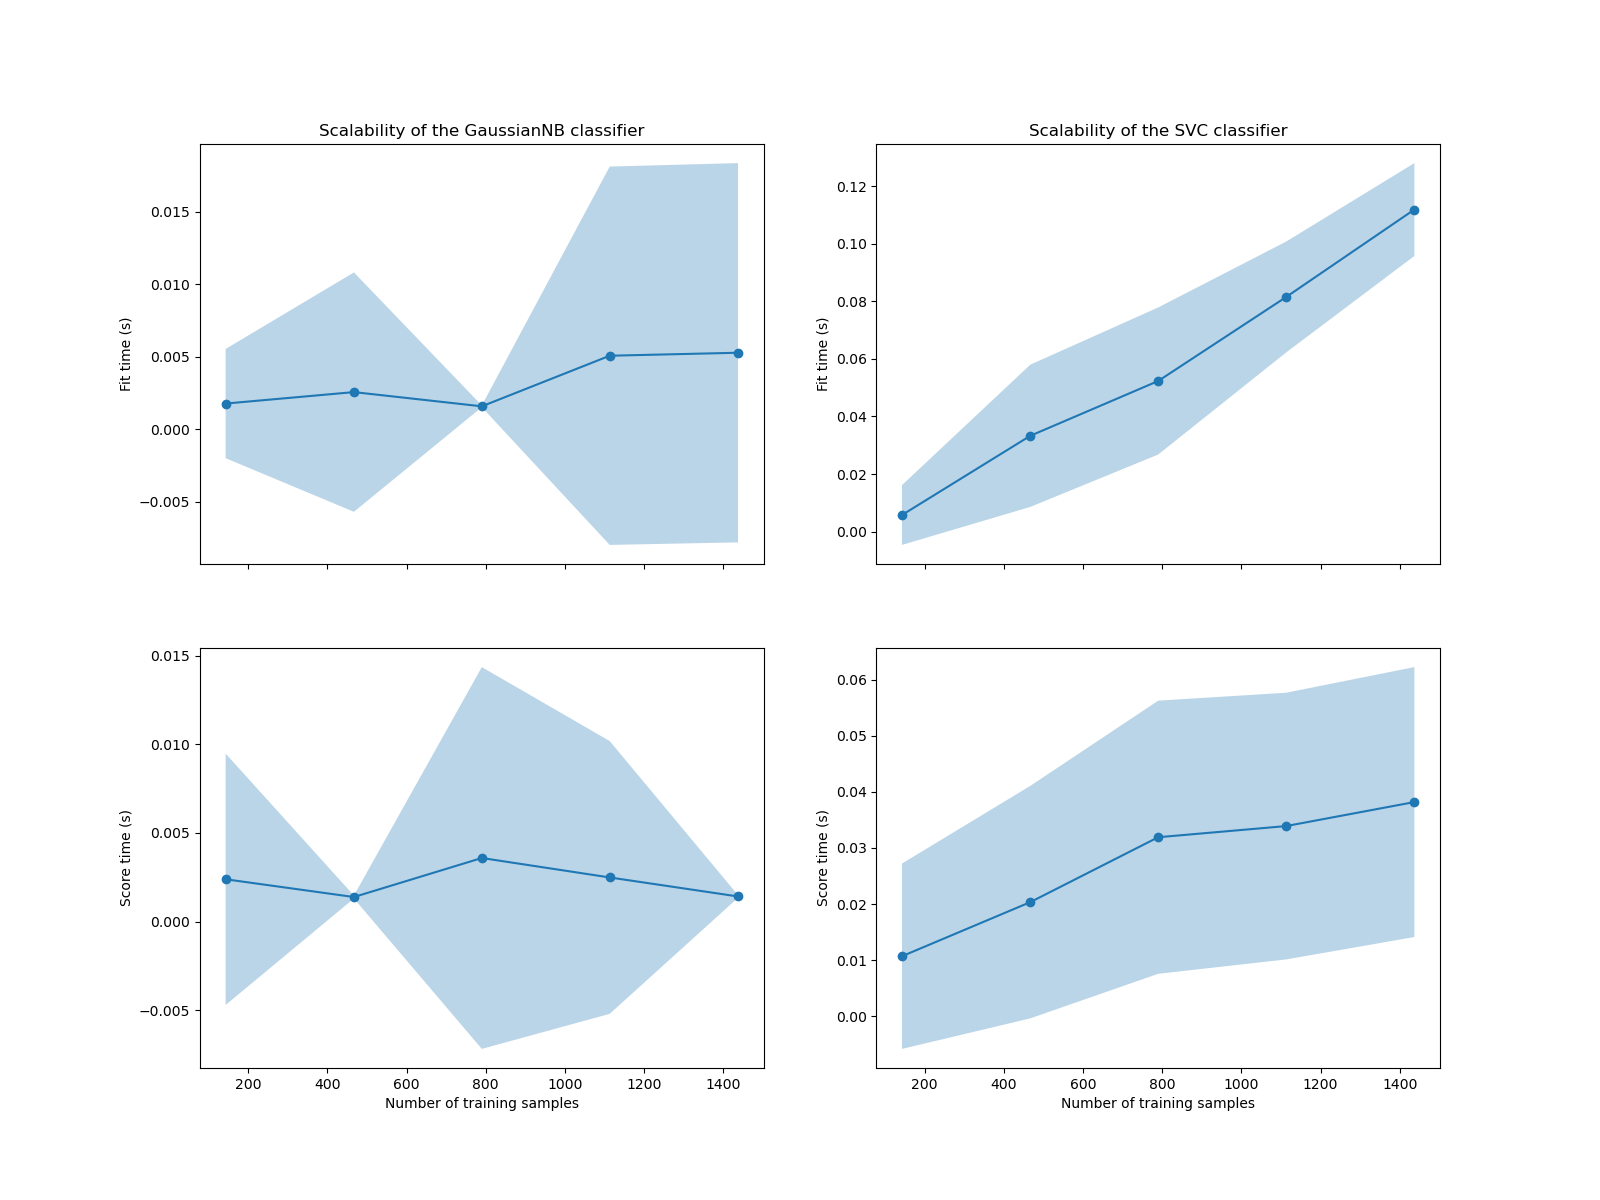 Scalability of the GaussianNB classifier
0.015
0.010
0.005
0.000
−0.005
Fit time (s)
Scalability of the SVC classifier
0.12
0.10
0.08
0.06
0.04
0.02
0.00
Fit time (s)
0.015
0.010
0.005
0.000
−0.005
Score time (s)
200 400 600 800 1000 1200 1400
Number of training samples
0.06
0.05
0.04
0.03
0.02
0.01
0.00
Score time (s)
200 400 600 800 1000 1200 1400
Number of training samples